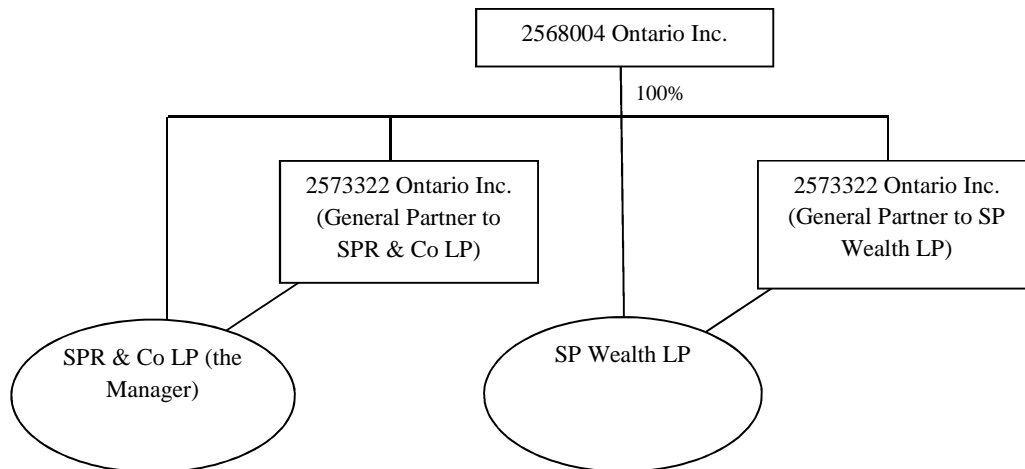 2568004 Ontario Inc.
100%
2573322 Ontario Inc.
(General Partner to
SPR & Co LP)
2573322 Ontario Inc.
(General Partner to SP
Wealth LP)
SPR & Co LP (the
Manager)
SP Wealth LP